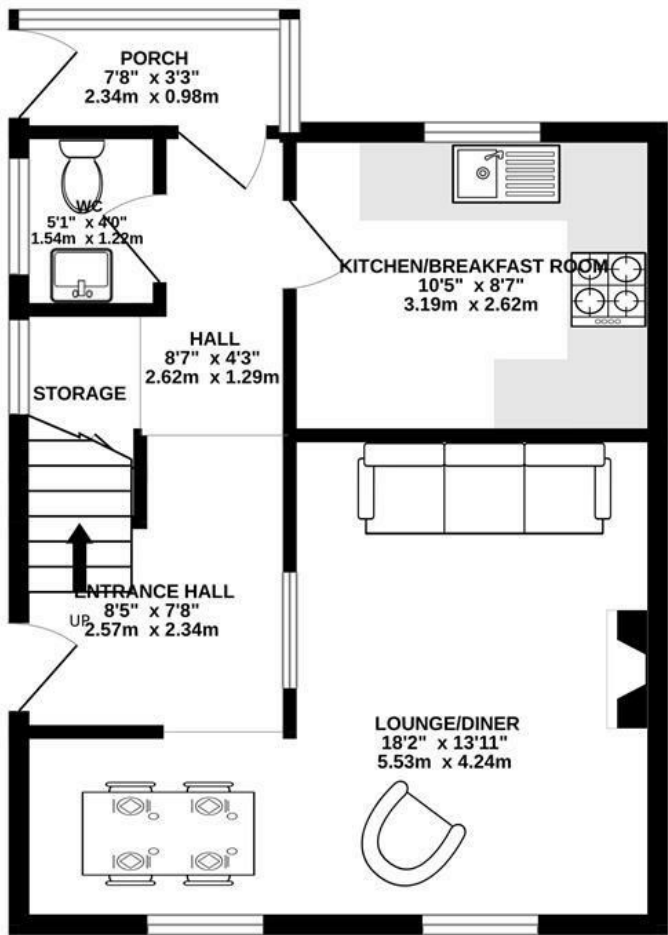 PORCH
7'8" x 3'3"
2.34m x 0.98m
WC
5'1" x 4'0"
1.54m x 1.22m
KITCHEN/BREAKFAST ROOM
10'5" x 8'7"
3.19m x 2.62m
HALL
8'7" x 4'3"
2.62m x 1.29m
STORAGE
ENTRANCE HALL
8'5" x 7'8"
2.57m x 2.34m
UP
LOUNGE/DINER
18'2" x 13'11"
5.53m x 4.24m